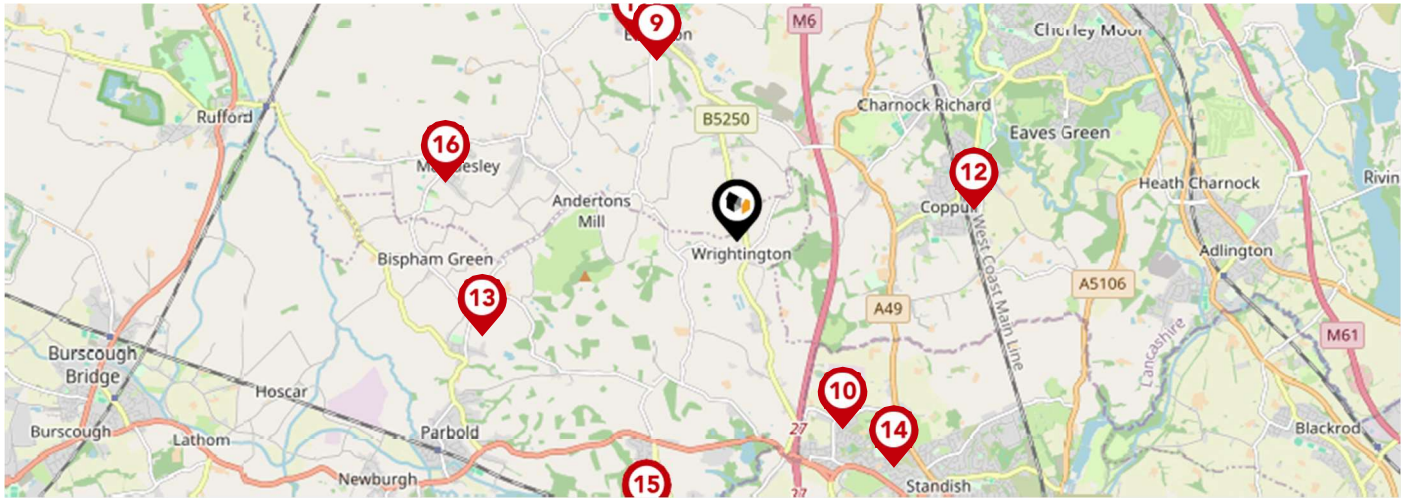 9
M6
Chorley Moor
Rufford
B5250
Charnock Richard
Eaves Green
16
12
Heath Charnock
Rivin
Andertons
Mill
Bispham Green
Wrightington
West Coast Main Line
Adlington
13
A49
A5106
M61
Lancashire
Burscough
Bridge
Hoscar
10
27
14
Burscough
Lathom
Parbold
Blackrod
Newburgh
15
Standish
27